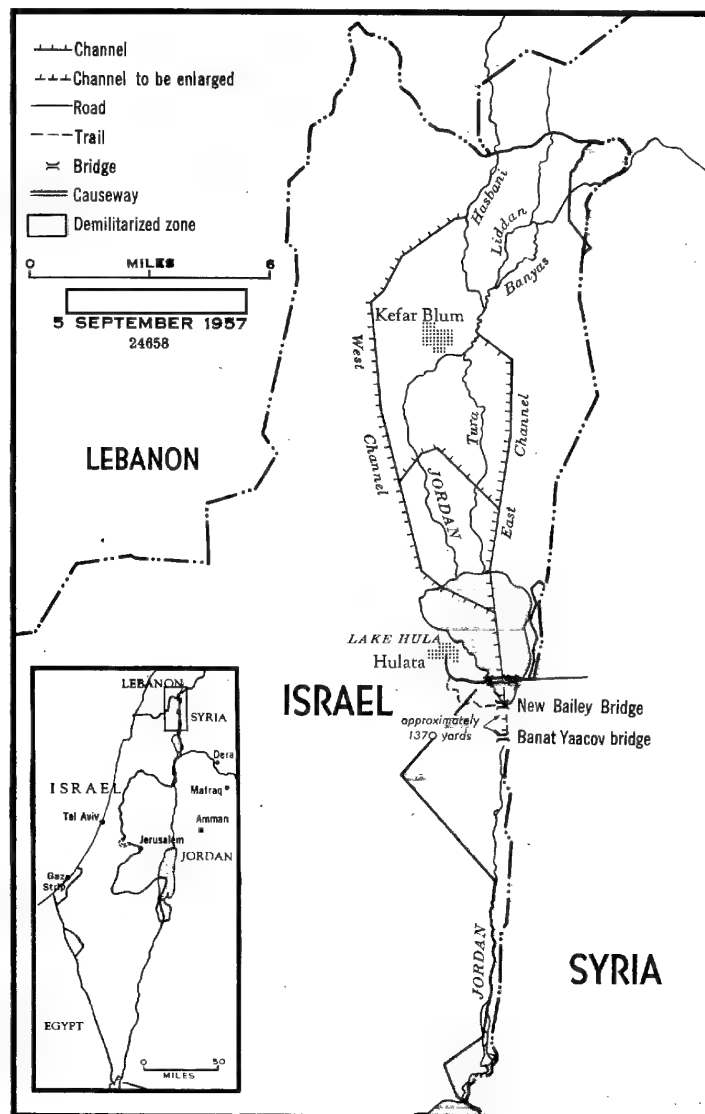 Channel
Channel to be enlarged
Road
Trail
Bridge
Causeway
Demilitarized zone
0 MILES 6
5 SEPTEMBER 1957
24658
LEBANON
Hasbani
Liddan
Banyas
Kefar Blum
West
Channel
Tura
Channel
East
JORDAN
LAKE HULA
Hulata
ISRAEL
approximately
1370 yards
New Bailey Bridge
Banat Yaacov bridge
JORDAN
SYRIA
LEBANON
SYRIA
Dera
ISRAEL
Mafraq
Tel Aviv
Amman
Jerusalem
JORDAN
Gaza
Strip
EGYPT
0 50
MILES